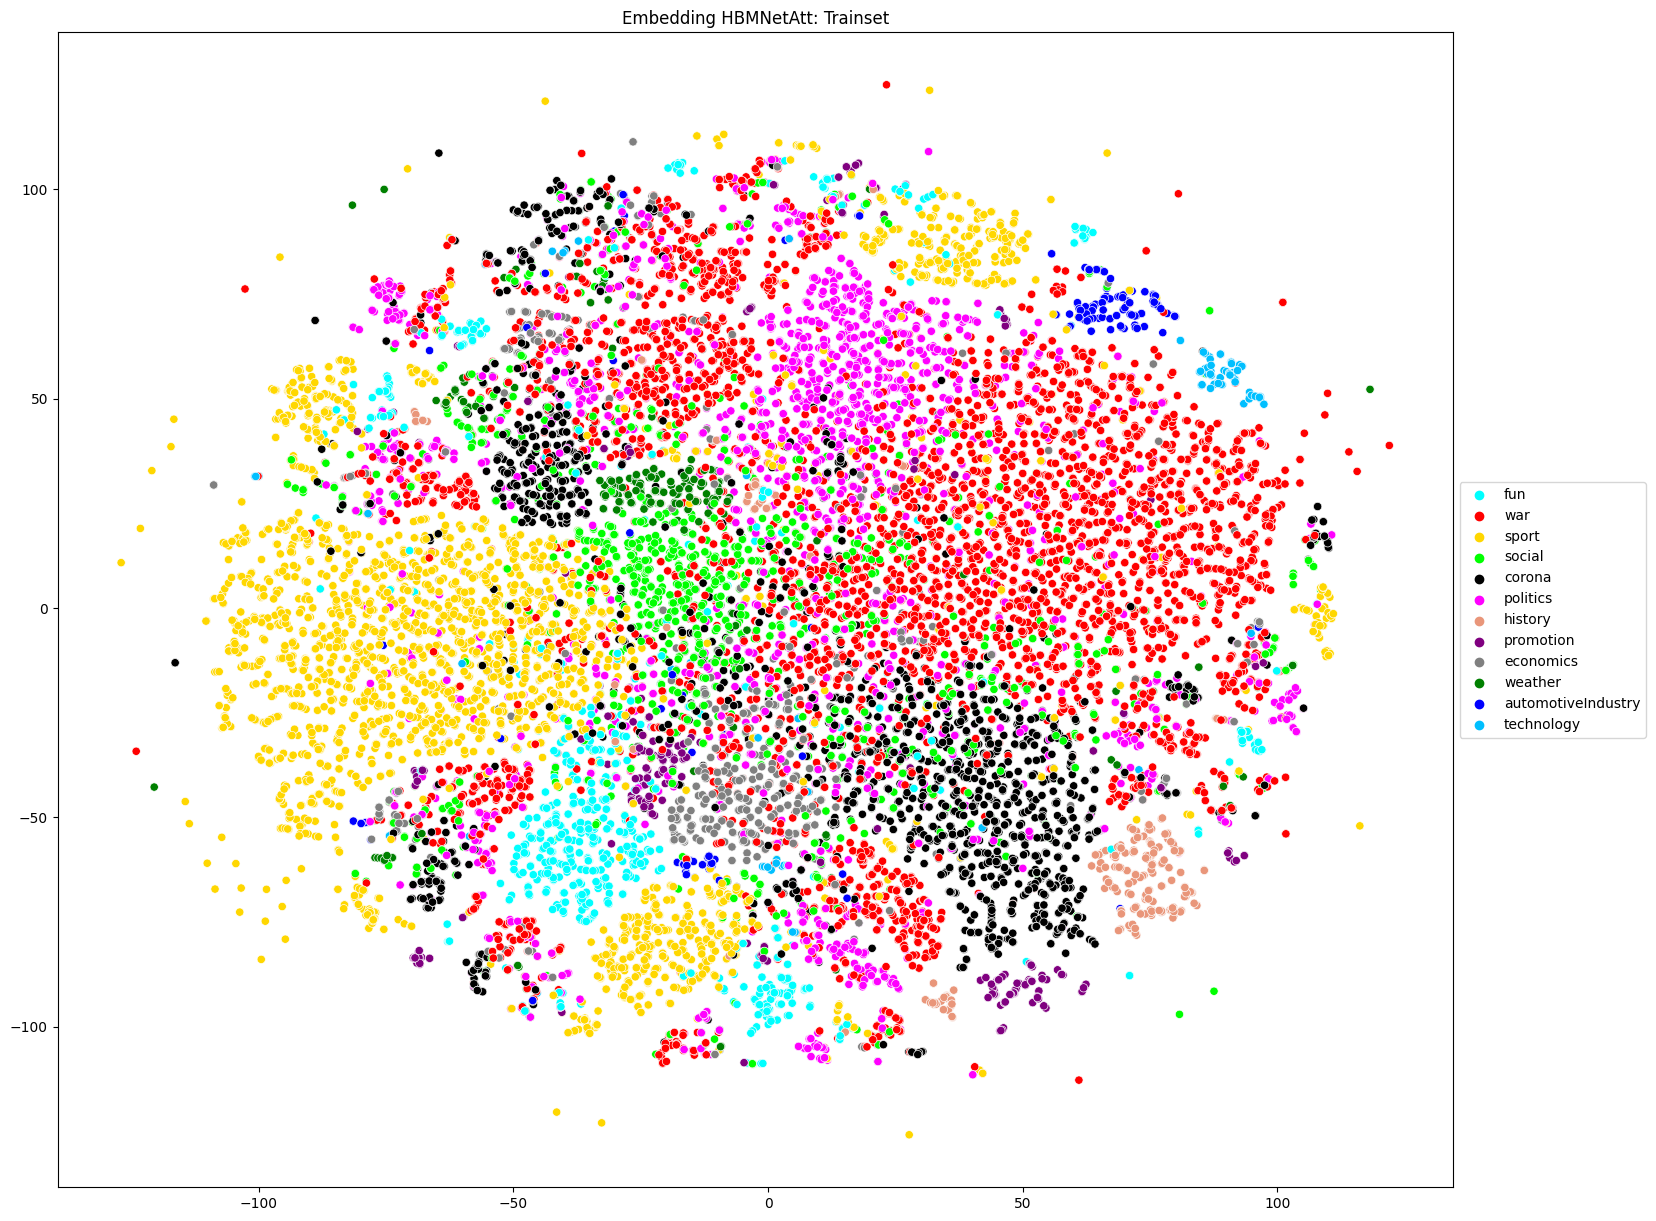 Embedding HBMNetAtt: Trainset
100
50
0
−50
−100
−100
−50
0
50
100
fun
war
sport
social
corona
politics
history
promotion
economics
weather
automotiveIndustry
technology